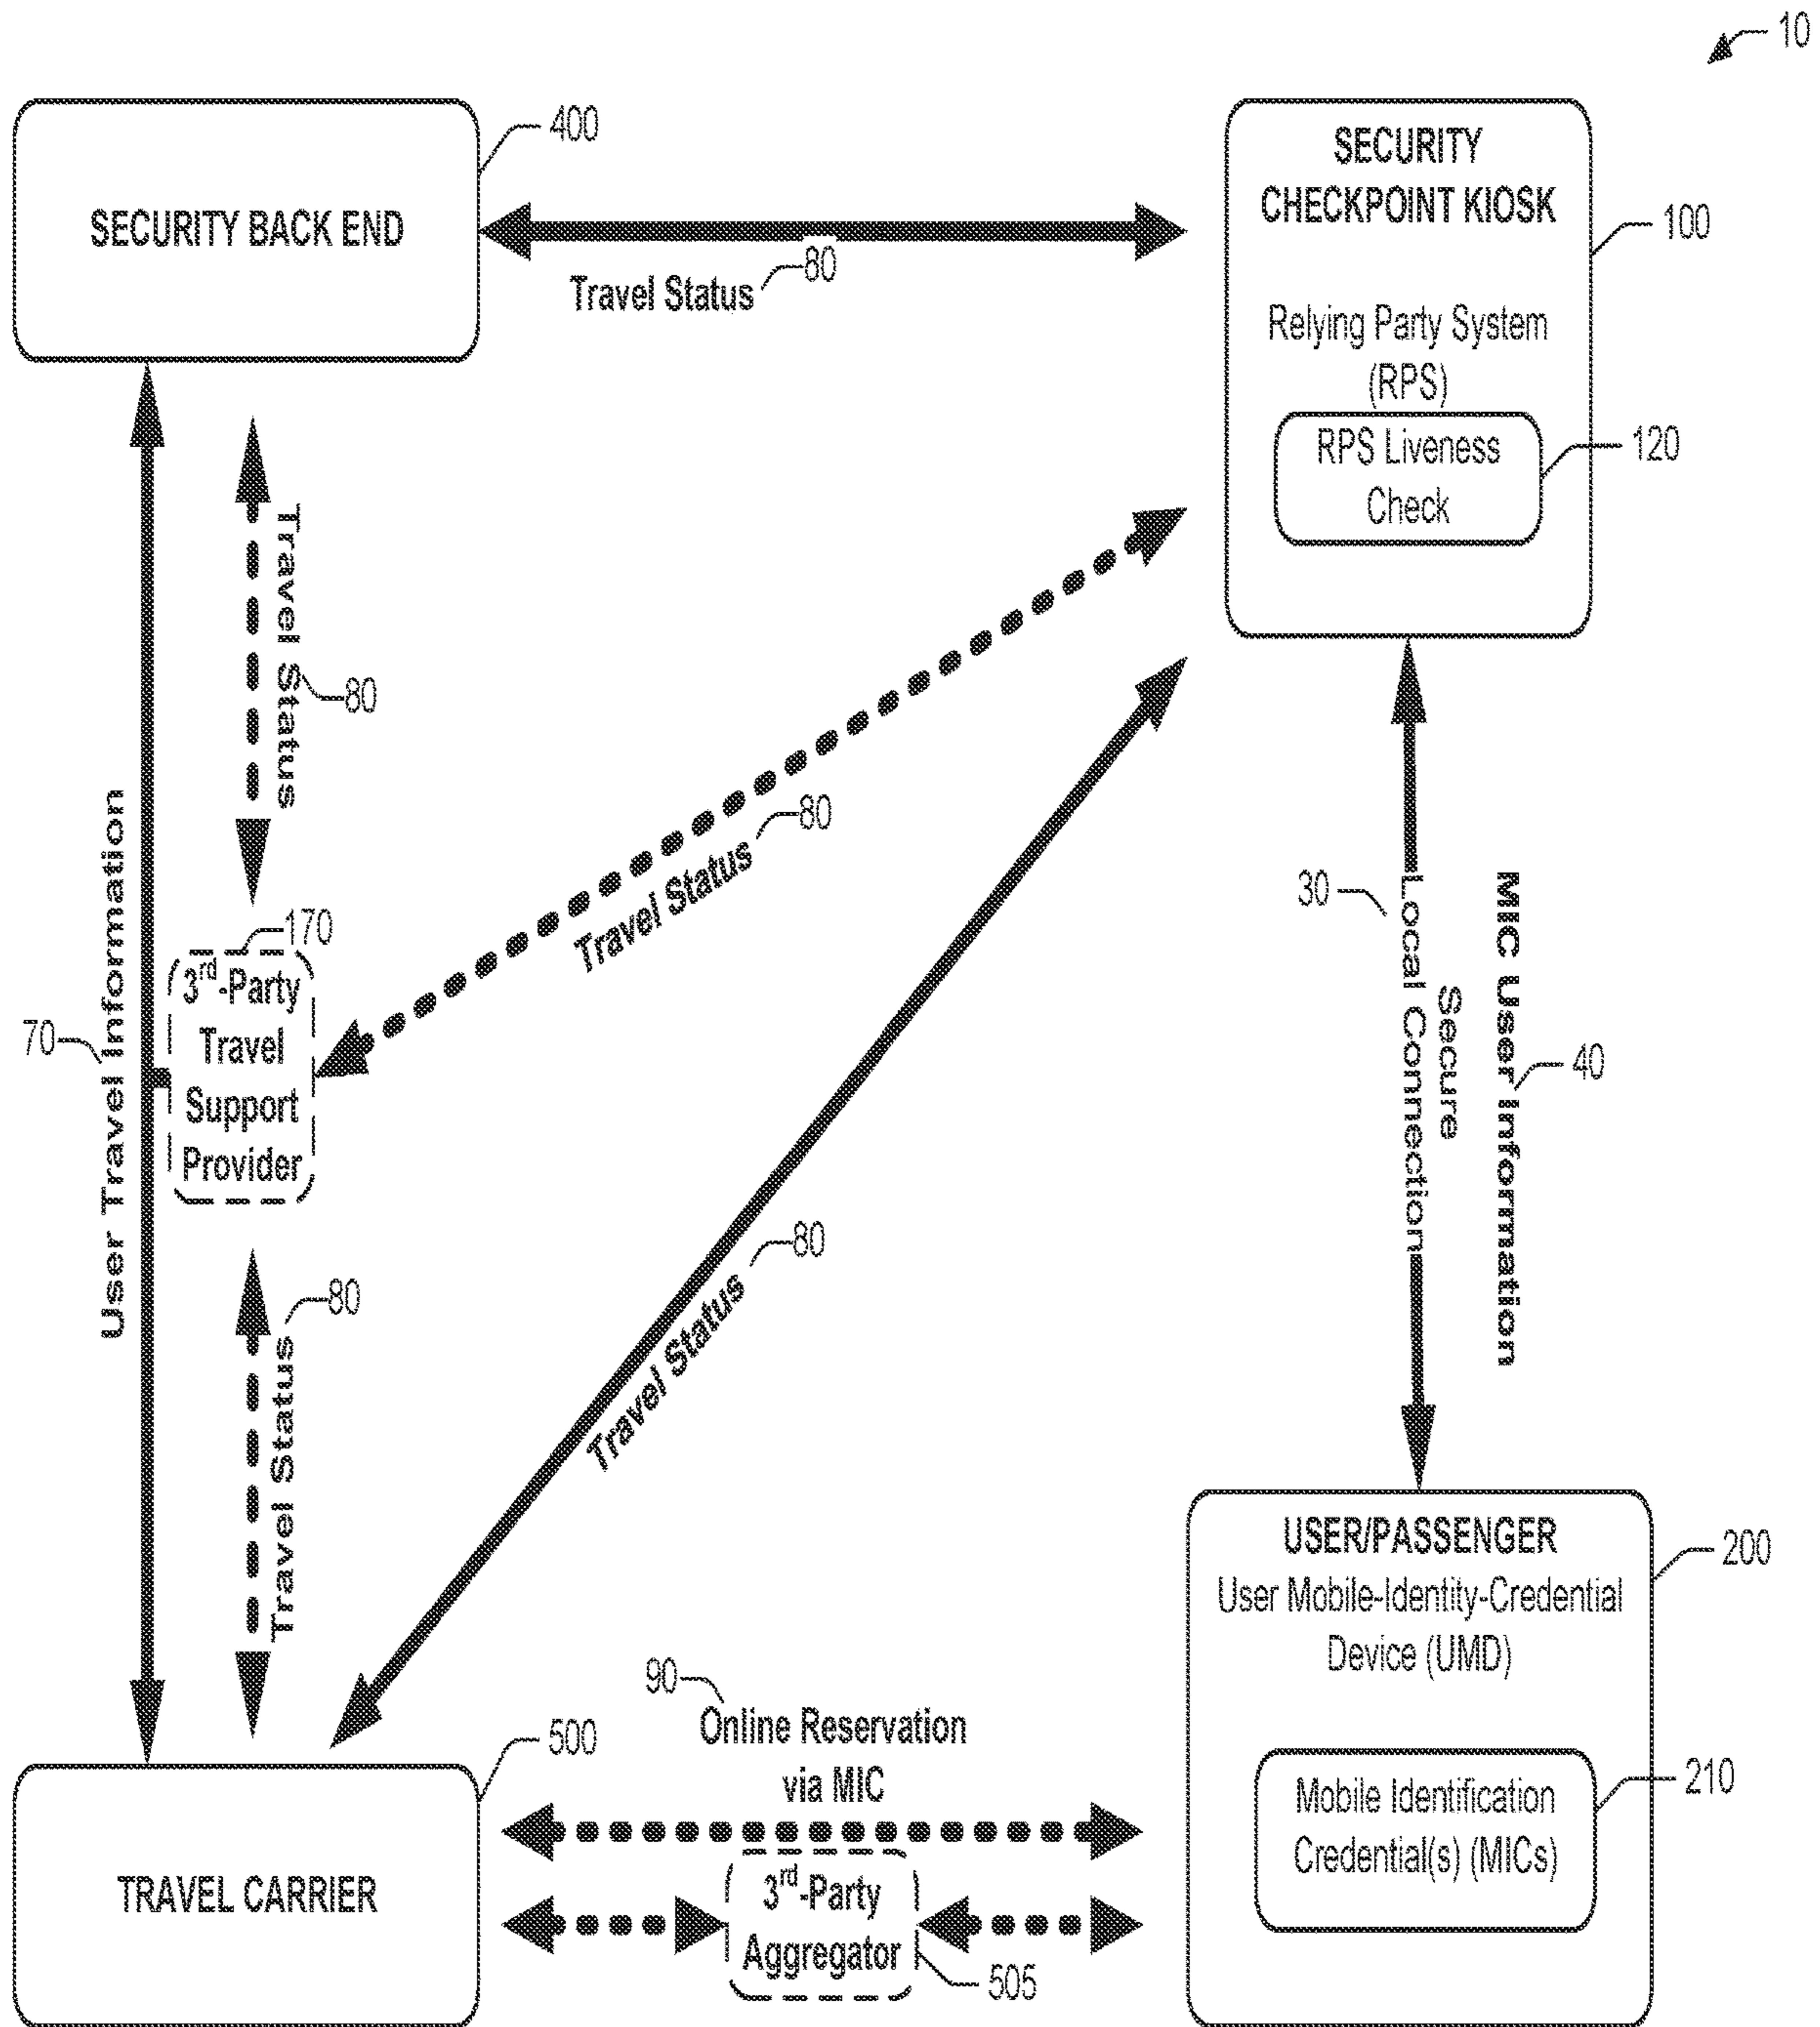 10
400
SECURITY BACK END
Travel Status
80
SECURITY
CHECKPOINT KIOSK
100
Relying Party System
(RPS)
RPS Liveness
Check
120
Travel Status
80
Travel Status
80
User Travel Information
70
170
3rd-Party
Travel
Support
Provider
Travel Status
80
Travel Status
80
30
Secure
Local Connection
MIC User Information
40
USER/PASSENGER
200
User Mobile-Identity-Credential
Device (UMD)
Mobile Identification
Credential(s) (MICs)
210
500
TRAVEL CARRIER
90
Online Reservation
via MIC
3rd-Party
Aggregator
505